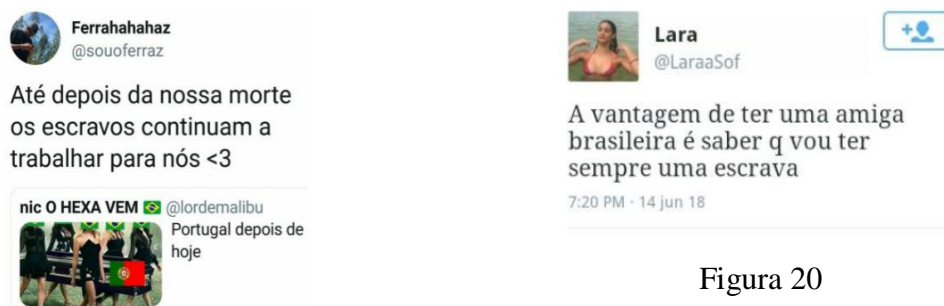 Ferrahahahaz
@souoferraz
Até depois da nossa morte
os escravos continuam a
trabalhar para nós <3
nic O HEXA VEM 🇧🇷 @lordemalibu
Portugal depois de
hoje
Lara
@LaraaSof
A vantagem de ter uma amiga
brasileira é saber q vou ter
sempre uma escrava
7:20 PM · 14 jun 18
Figura 20